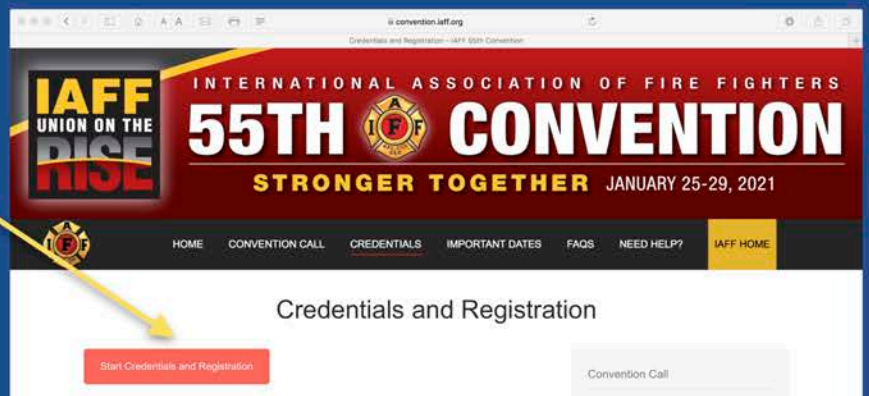 A A
convention.iaff.org
Credentials and Registration – IAFF 55th Convention
IAFF
UNION ON THE
RISE
INTERNATIONAL ASSOCIATION OF FIRE FIGHTERS
55TH IAFF CONVENTION
STRONGER TOGETHER JANUARY 25-29, 2021
IAFF HOME CONVENTION CALL CREDENTIALS IMPORTANT DATES FAQS NEED HELP? IAFF HOME
Credentials and Registration
Start Credentials and Registration
Convention Call